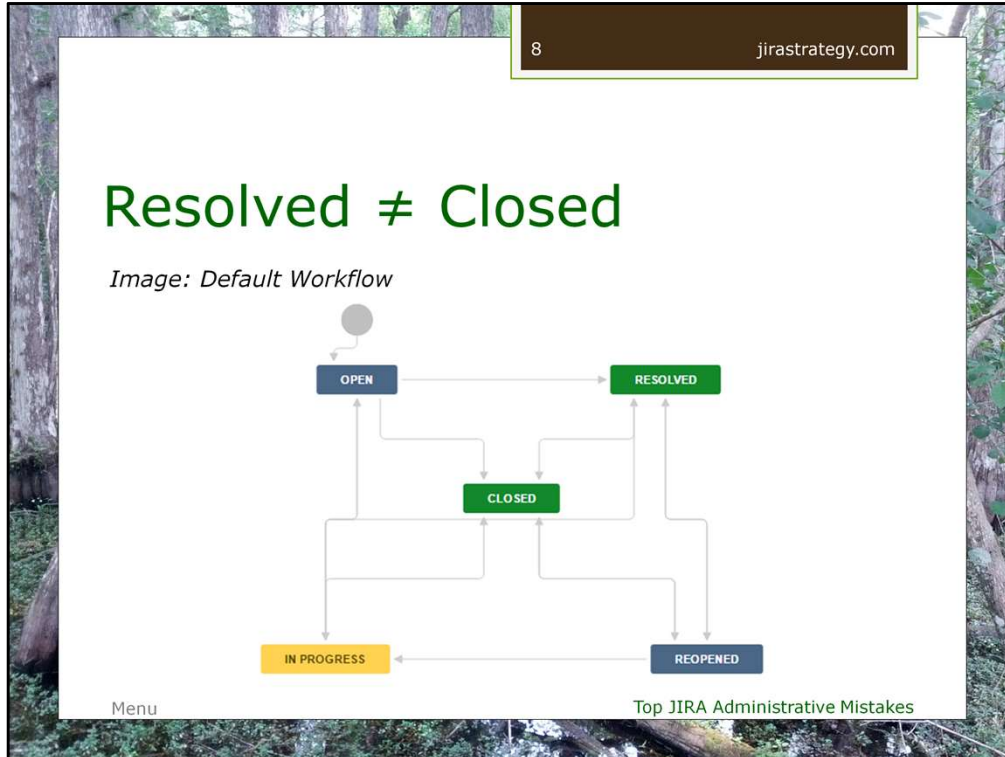 8
jirastrategy.com
Resolved ≠ Closed
Image: Default Workflow
OPEN
RESOLVED
CLOSED
IN PROGRESS
REOPENED
Menu
Top JIRA Administrative Mistakes